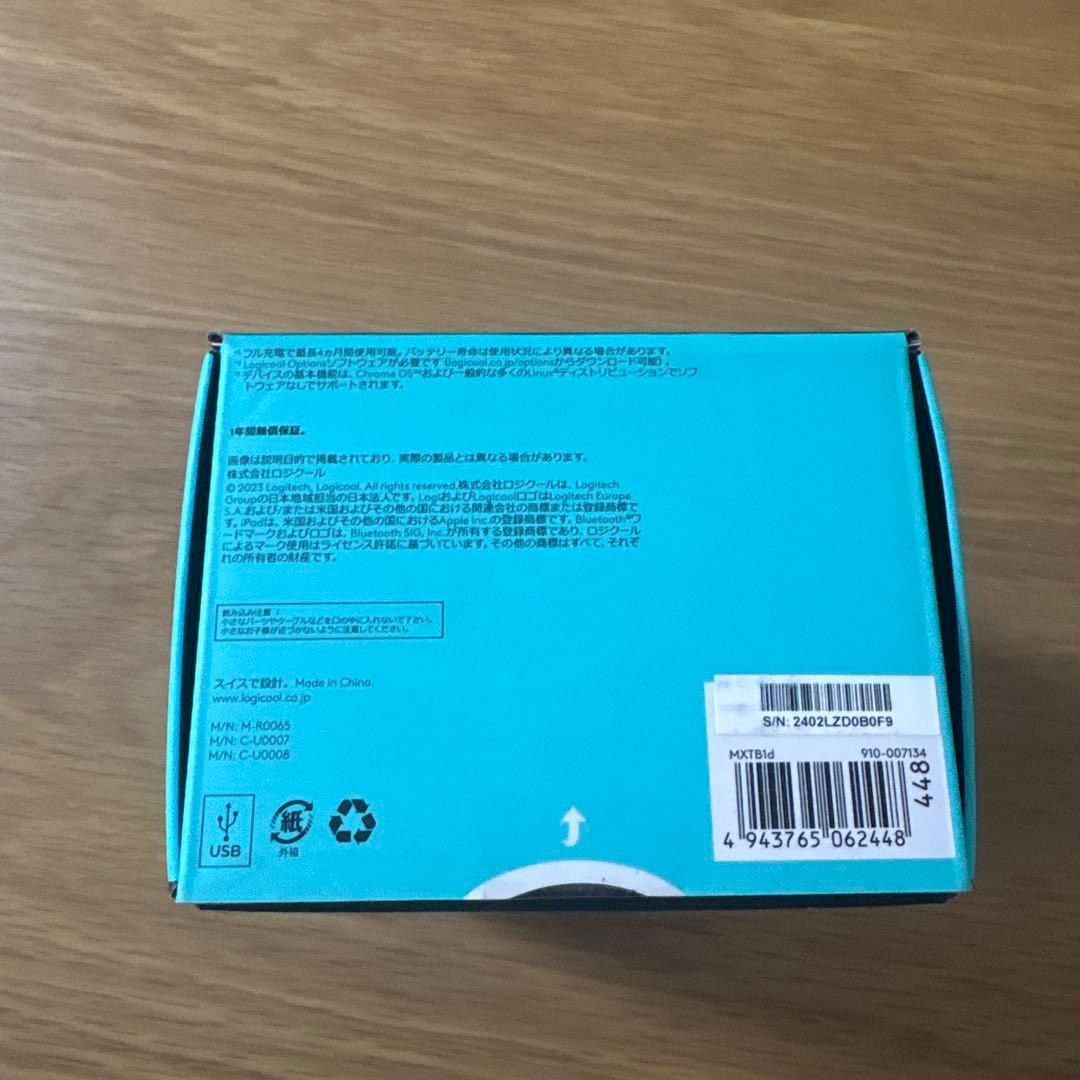 *¹ フル充電で最長4ヵ月間使用可能。バッテリー寿命は使用状況により異なる場合があります。
*² Logicool Optionsソフトウェアが必要です（logicool.co.jp/optionsからダウンロード可能）。
*³ デバイスの基本機能は、Chrome OS™および一般的な多くのLinux®ディストリビューションでソフ
トウェアなしでサポートされます。
1年間無償保証。
画像は説明目的で掲載されており、実際の製品とは異なる場合があります。
株式会社ロジクール
© 2023 Logitech, Logicool. All rights reserved.株式会社ロジクールは、Logitech
Groupの日本地域担当の日本法人です。LogiおよびLogicoolロゴはLogitech Europe
S.A.および/または米国およびその他の国における関連会社の商標または登録商標で
す。iPadは、米国およびその他の国におけるApple Inc.の登録商標です。Bluetooth®ワ
ードマークおよびロゴは、Bluetooth SIG, Inc.が所有する登録商標であり、ロジクール
によるマーク使用はライセンス許諾に基づいています。その他の商標はすべて、それぞ
れの所有者の財産です。
飲み込み注意：
小さなパーツやケーブルなどを口の中に入れないで下さい。
小さなお子様が近づかないように注意してください。
スイスで設計。Made in China.
www.logicool.co.jp
M/N: M-R0065
M/N: C-U0007
M/N: C-U0008
USB
紙
外箱
S/N: 2402LZD0B0F9
MXTB1d 910-007134
448
4 943765 062448